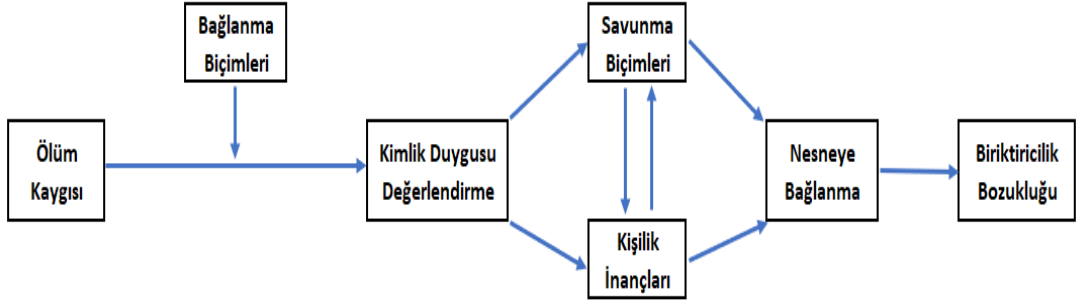 Bağlanma
Biçimleri
Savunma
Biçimleri
Ölüm
Kaygısı
Kimlik Duygusu
Değerlendirme
Nesneye
Bağlanma
Biriktiricilik
Bozukluğu
Kişilik
İnançları